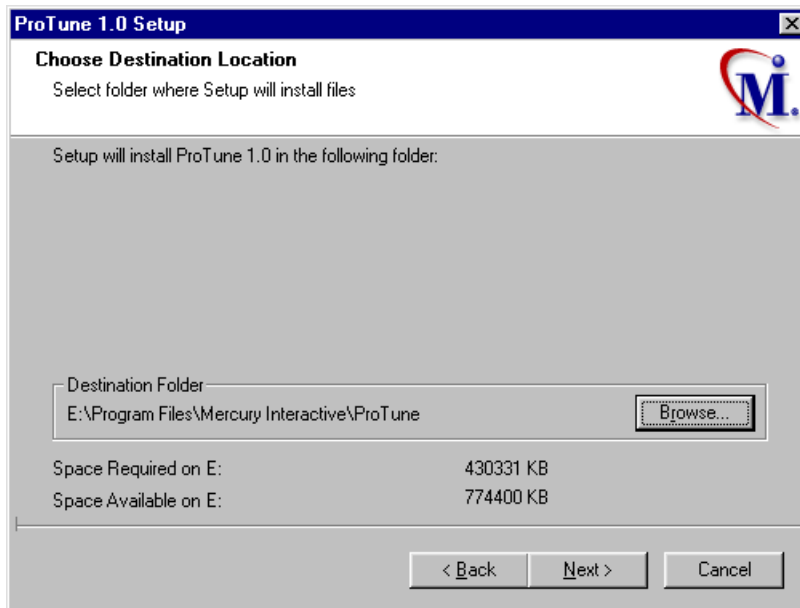 ProTune 1.0 Setup
Choose Destination Location
Select folder where Setup will install files
M.
Setup will install ProTune 1.0 in the following folder:
Destination Folder
E:\Program Files\Mercury Interactive\ProTune
Browse...
Space Required on E: 430331 KB
Space Available on E: 774400 KB
< Back Next > Cancel